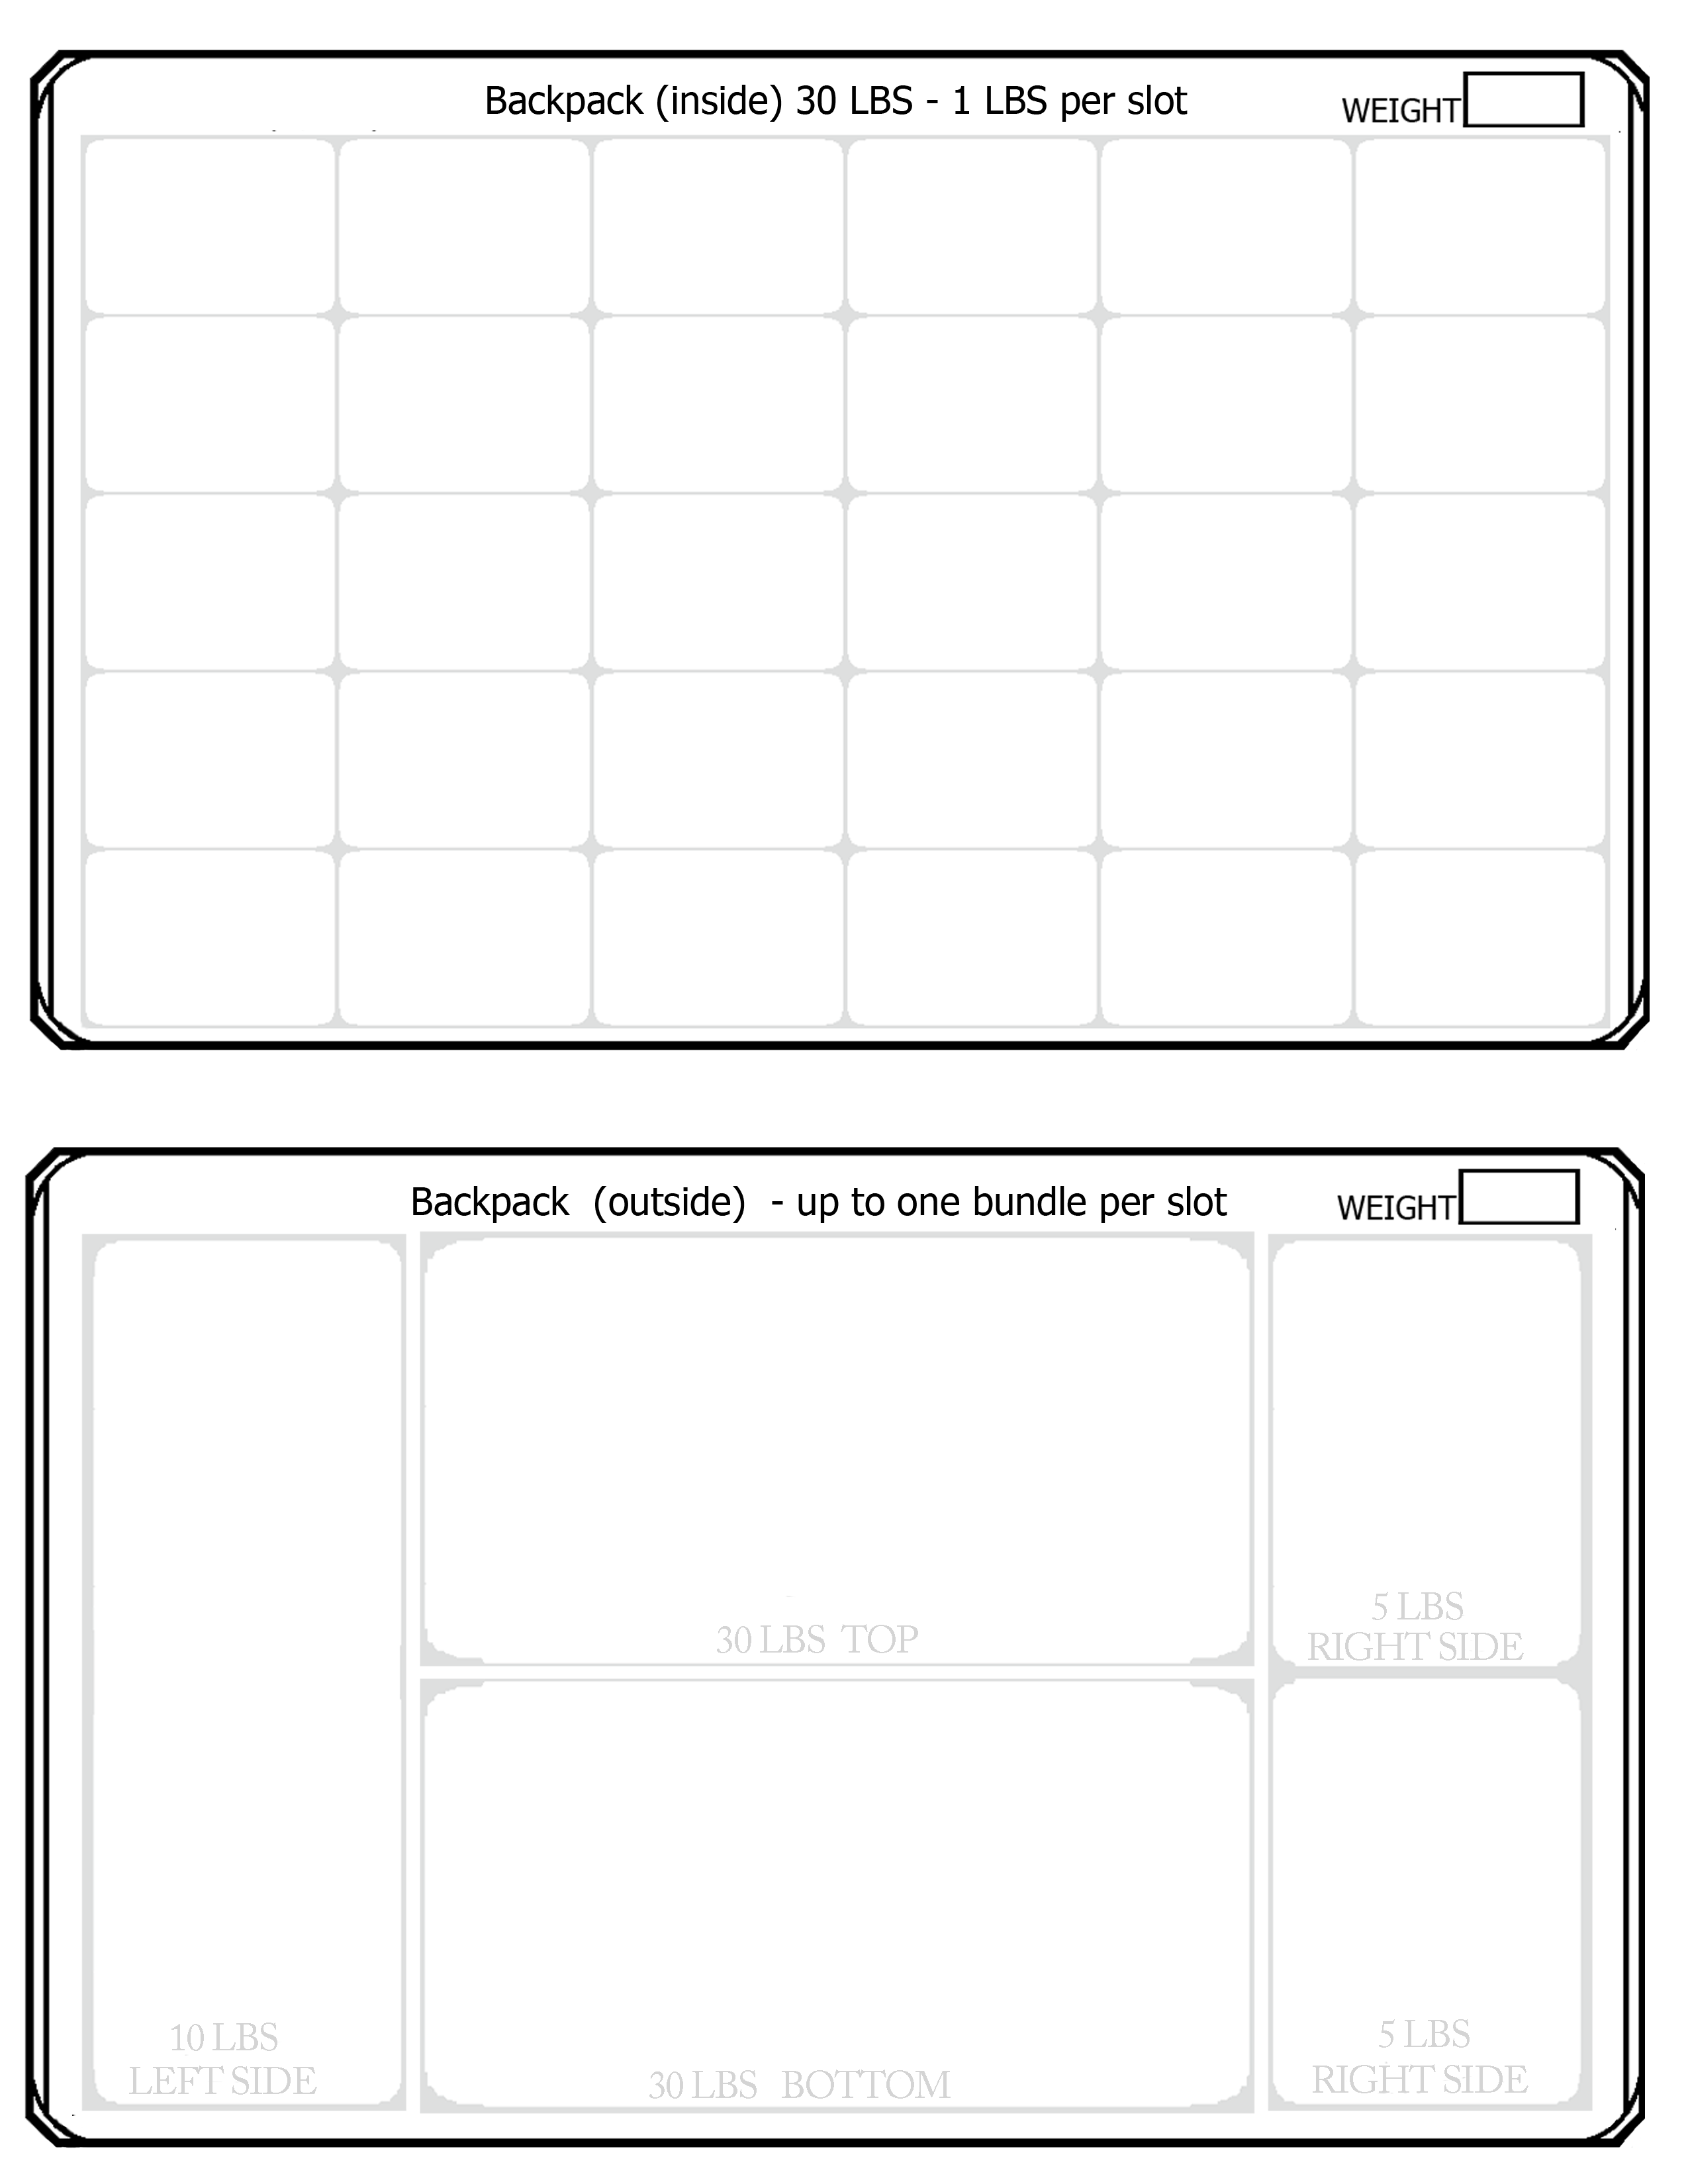 Backpack (inside) 30 LBS - 1 LBS per slot
WEIGHT
Backpack (outside) - up to one bundle per slot
WEIGHT
30 LBS TOP
5 LBS
RIGHT SIDE
10 LBS
LEFT SIDE
30 LBS BOTTOM
5 LBS
RIGHT SIDE